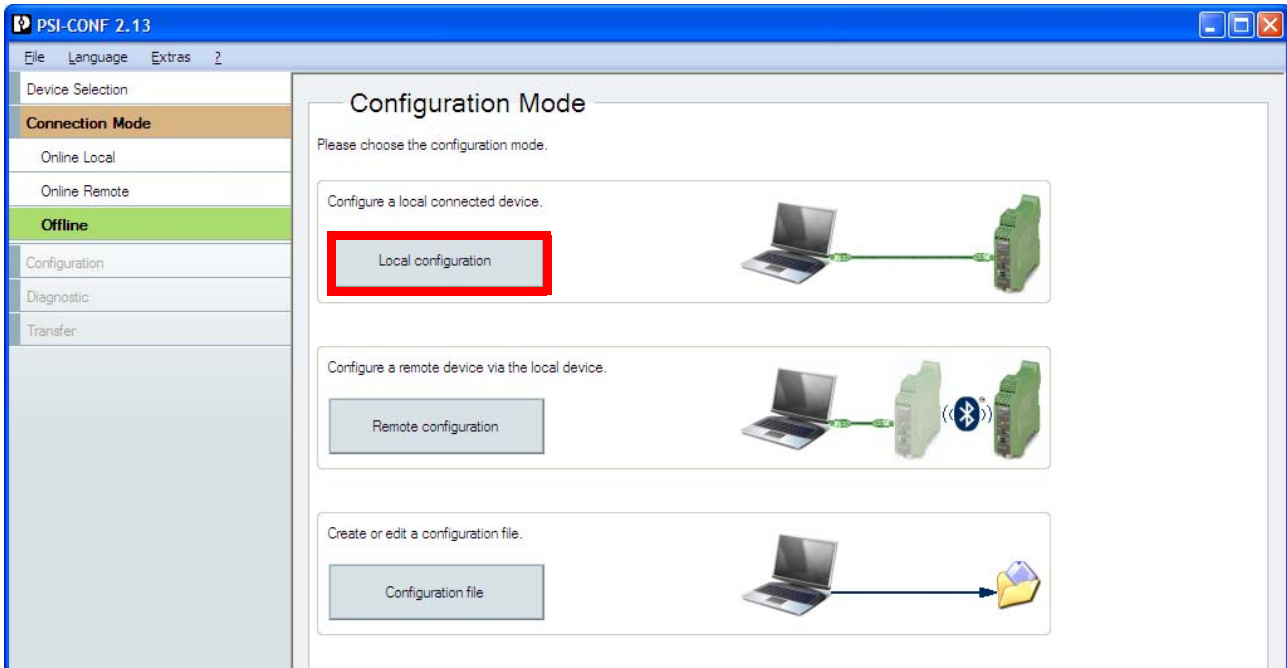 PSI-CONF 2.13
File Language Extras ?
Device Selection
Connection Mode
Online Local
Online Remote
Offline
Configuration
Diagnostic
Transfer
Configuration Mode
Please choose the configuration mode.
Configure a local connected device.
Local configuration
Configure a remote device via the local device.
Remote configuration
Create or edit a configuration file.
Configuration file